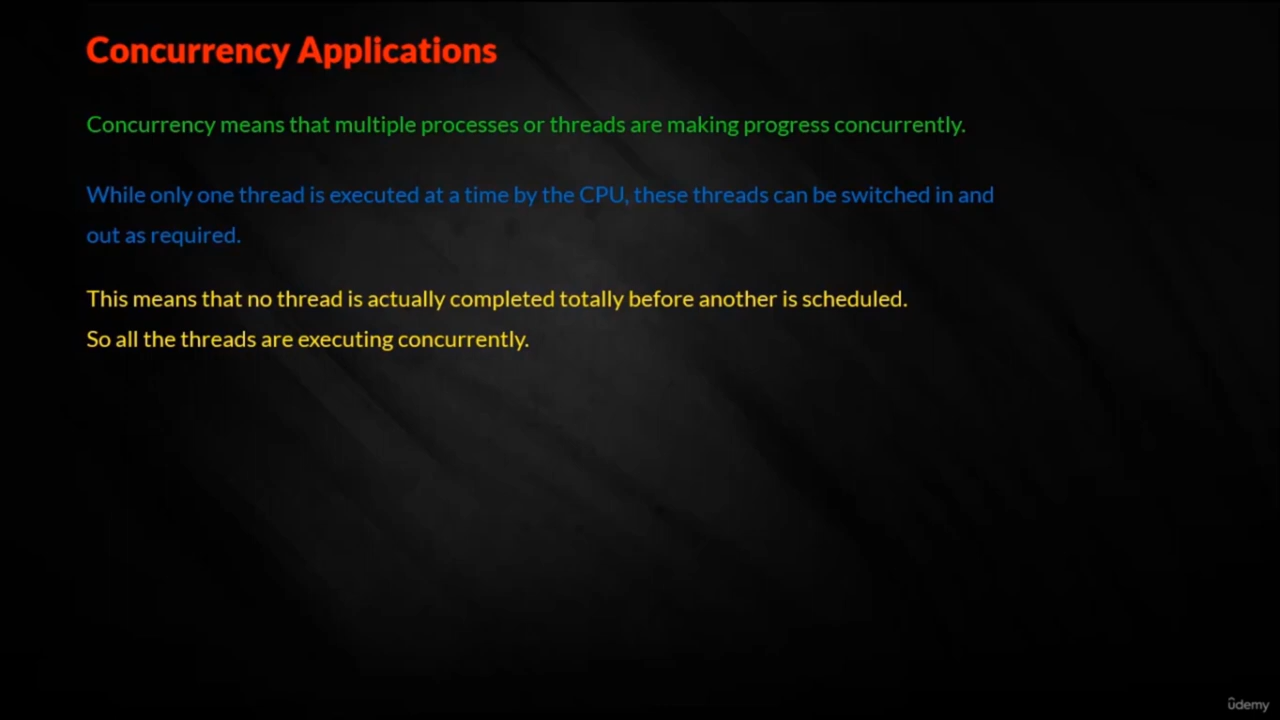 Concurrency Applications
Concurrency means that multiple processes or threads are making progress concurrently.
While only one thread is executed at a time by the CPU, these threads can be switched in and
out as required.
This means that no thread is actually completed totally before another is scheduled.
So all the threads are executing concurrently.
ûdemy